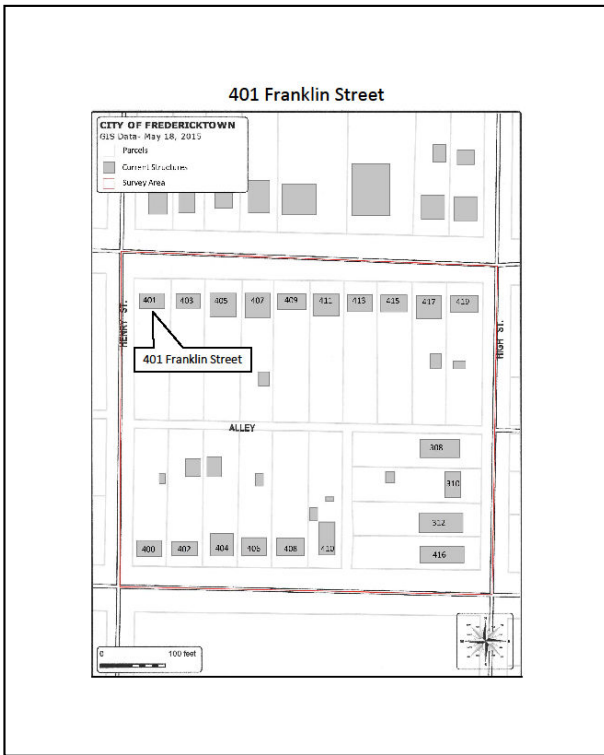 401 Franklin Street
CITY OF FREDERICKTOWN
GIS Data- May 18, 2015
Parcels
Current Structures
Survey Area
401 403 405 407 409 411 413 415 417 419
HENRY ST.
HIGH ST.
401 Franklin Street
ALLEY
308
310
312
400 402 404 406 408 410 416
0 100 feet